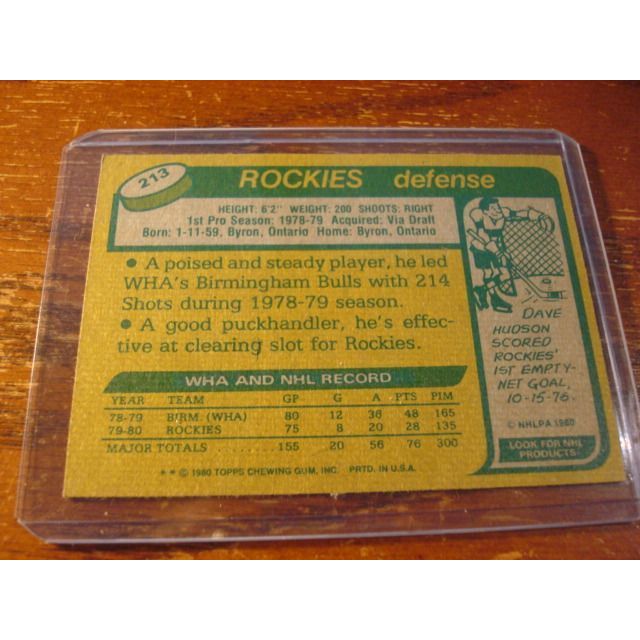 213
ROCKIES defense
HEIGHT: 6'2" WEIGHT: 200 SHOOTS: RIGHT
1st Pro Season: 1978-79 Acquired: Via Draft
Born: 1-11-59, Byron, Ontario Home: Byron, Ontario
• A poised and steady player, he led
WHA's Birmingham Bulls with 214
Shots during 1978-79 season.
• A good puckhandler, he's effec-
tive at clearing slot for Rockies.
WHA AND NHL RECORD
YEAR TEAM GP G A PTS PIM
78-79 BIRM. (WHA) 80 12 36 48 165
79-80 ROCKIES 75 8 20 28 135
MAJOR TOTALS 155 20 56 76 300
* * © 1980 TOPPS CHEWING GUM, INC. PRTD. IN U.S.A.
DAVE
HUDSON
SCORED
ROCKIES'
1ST EMPTY-
NET GOAL,
10-15-76.
© NHLPA 1980
LOOK FOR NHL
PRODUCTS